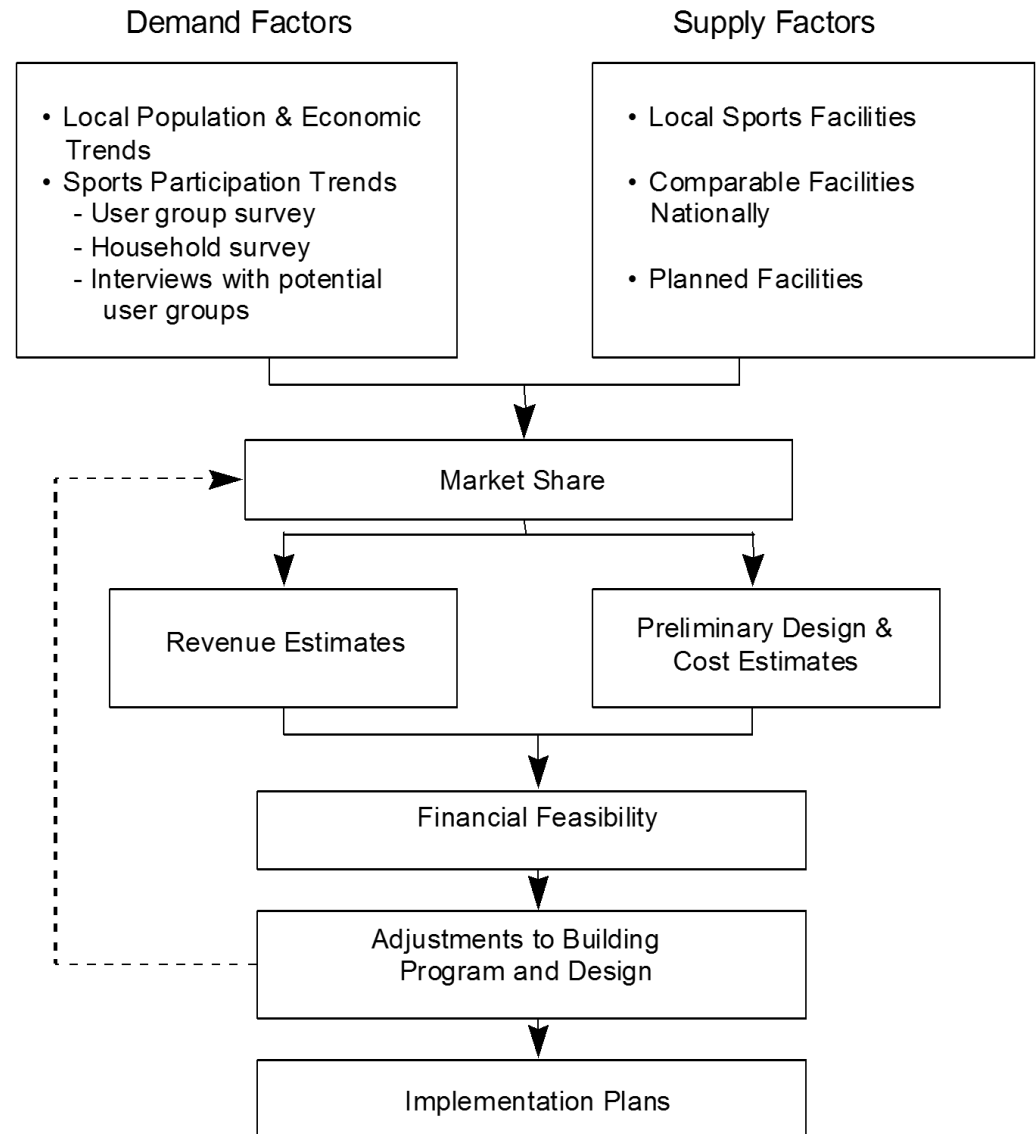 Demand Factors
Supply Factors
• Local Population & Economic
Trends
• Sports Participation Trends
- User group survey
- Household survey
- Interviews with potential
user groups
• Local Sports Facilities
• Comparable Facilities
Nationally
• Planned Facilities
Market Share
Revenue Estimates
Preliminary Design &
Cost Estimates
Financial Feasibility
Adjustments to Building
Program and Design
Implementation Plans